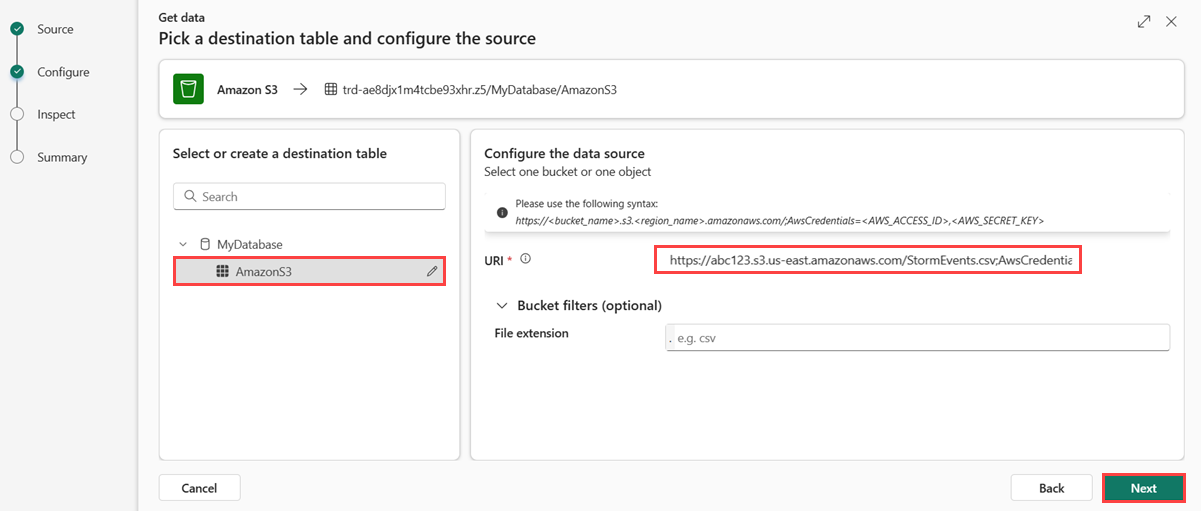 Source
Configure
Inspect
Summary
Get data
Pick a destination table and configure the source
Amazon S3 → trd-ae8djx1m4tcbe93xhr.z5/MyDatabase/AmazonS3
Select or create a destination table
Search
MyDatabase
AmazonS3
Configure the data source
Select one bucket or one object
Please use the following syntax:
https://<bucket_name>.s3.<region_name>.amazonaws.com/;AwsCredentials=<AWS_ACCESS_ID>,<AWS_SECRET_KEY>
URI * https://abc123.s3.us-east.amazonaws.com/StormEvents.csv;AwsCredentia
Bucket filters (optional)
File extension . e.g. csv
Cancel
Back
Next